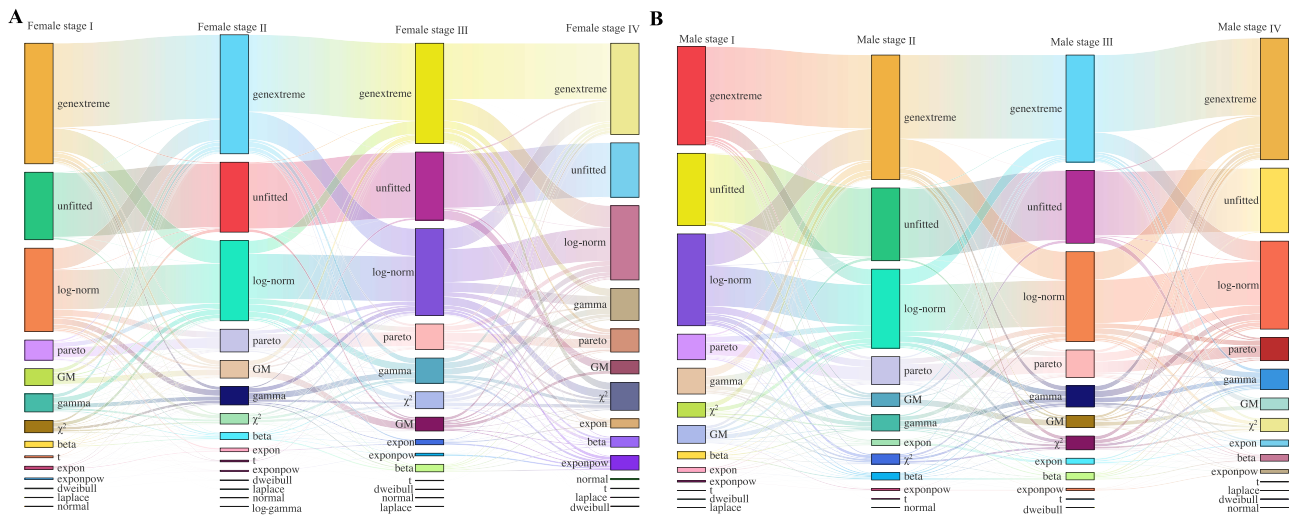 A
Female stage I
genextreme
unfitted
log-norm
pareto
GM
gamma
χ²
beta
t
expon
exponpow
dweibull
laplace
normal
Female stage II
genextreme
unfitted
log-norm
pareto
GM
gamma
χ²
beta
expon
t
exponpow
dweibull
laplace
normal
log-gamma
Female stage III
genextreme
unfitted
log-norm
pareto
gamma
χ²
GM
expon
exponpow
beta
t
dweibull
normal
laplace
Female stage IV
genextreme
unfitted
log-norm
gamma
pareto
GM
χ²
expon
beta
exponpow
normal
t
laplace
dweibull
B
Male stage I
genextreme
unfitted
log-norm
pareto
gamma
χ²
GM
beta
expon
exponpow
t
dweibull
laplace
Male stage II
genextreme
unfitted
log-norm
pareto
GM
gamma
expon
χ²
beta
exponpow
t
normal
Male stage III
genextreme
unfitted
log-norm
pareto
gamma
GM
χ²
expon
beta
exponpow
t
dweibull
Male stage IV
genextreme
unfitted
log-norm
pareto
gamma
GM
χ²
expon
beta
exponpow
t
laplace
dweibull
normal